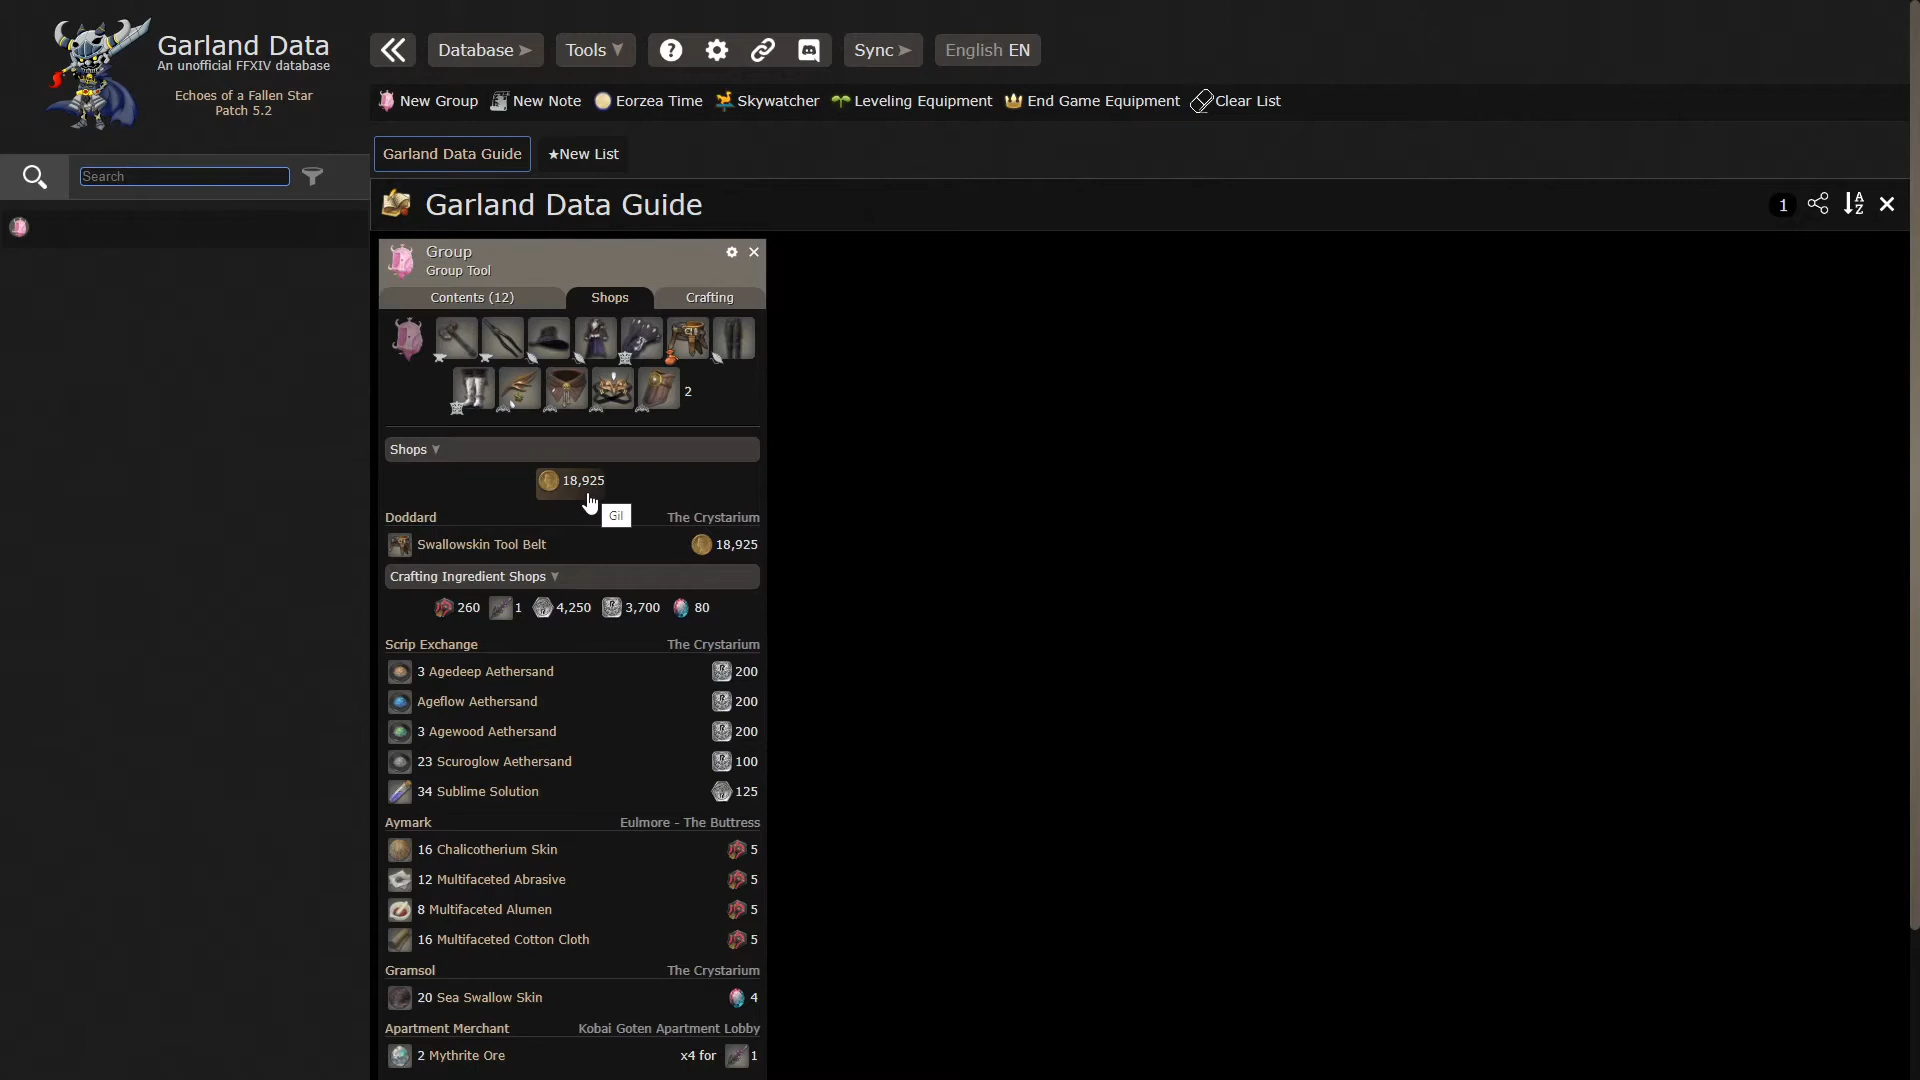 Garland Data
An unofficial FFXIV database
Echoes of a Fallen Star
Patch 5.2
Database
Tools
Sync
English EN
New Group
New Note
Eorzea Time
Skywatcher
Leveling Equipment
End Game Equipment
Clear List
Search
Garland Data Guide
★New List
Garland Data Guide
1
Group
Group Tool
Contents (12)
Shops
Crafting
2
Shops
18,925
Gil
Doddard The Crystarium
Swallowskin Tool Belt 18,925
Crafting Ingredient Shops
260 1 4,250 3,700 80
Scrip Exchange The Crystarium
3 Agedeep Aethersand 200
Ageflow Aethersand 200
3 Agewood Aethersand 200
23 Scuroglow Aethersand 100
34 Sublime Solution 125
Aymark Eulmore - The Buttress
16 Chalicotherium Skin 5
12 Multifaceted Abrasive 5
8 Multifaceted Alumen 5
16 Multifaceted Cotton Cloth 5
Gramsol The Crystarium
20 Sea Swallow Skin 4
Apartment Merchant Kobai Goten Apartment Lobby
2 Mythrite Ore x4 for 1